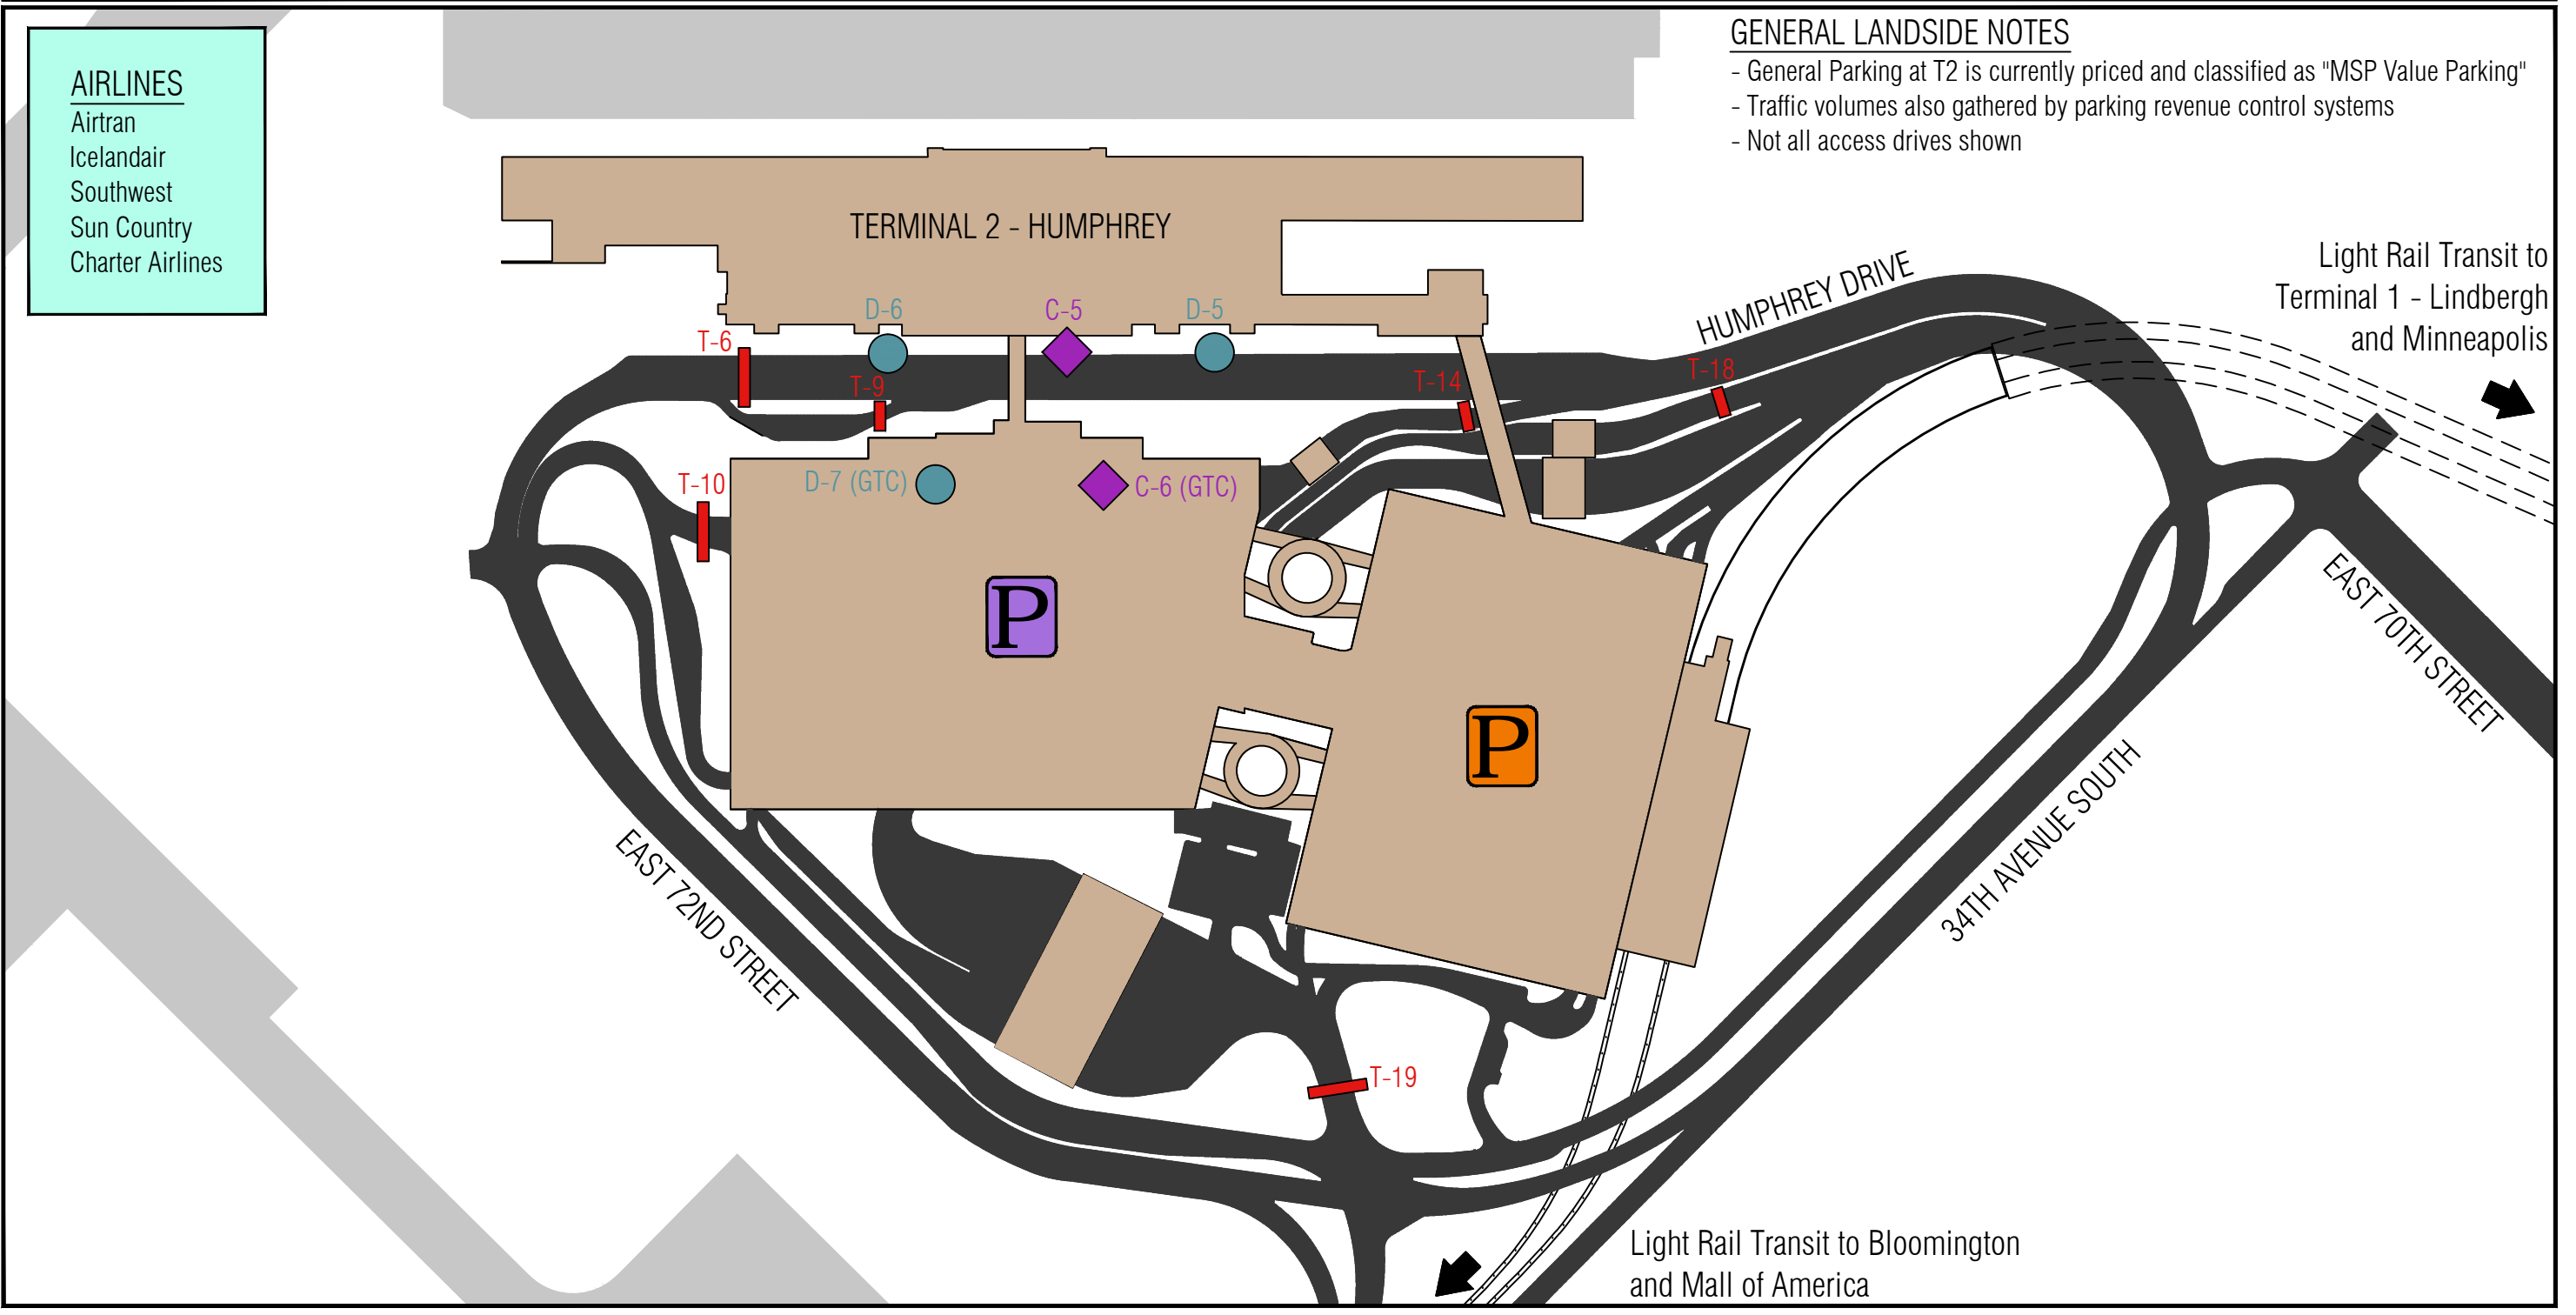 AIRLINES
Airtran
Icelandair
Southwest
Sun Country
Charter Airlines
GENERAL LANDSIDE NOTES
- General Parking at T2 is currently priced and classified as "MSP Value Parking"
- Traffic volumes also gathered by parking revenue control systems
- Not all access drives shown
TERMINAL 2 - HUMPHREY
HUMPHREY DRIVE
Light Rail Transit to
Terminal 1 - Lindbergh
and Minneapolis
D-6
C-5
D-5
T-6
T-9
T-14
T-18
T-10
D-7 (GTC)
C-6 (GTC)
P
P
EAST 70TH STREET
34TH AVENUE SOUTH
EAST 72ND STREET
T-19
Light Rail Transit to Bloomington
and Mall of America